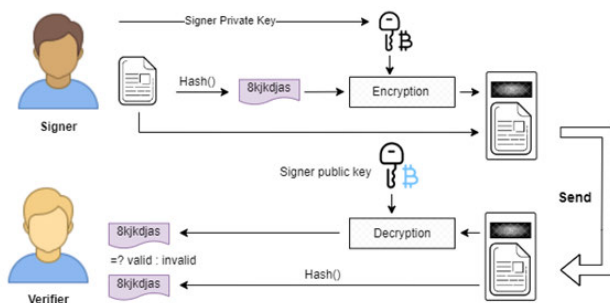 Signer Private Key
Hash()
8kjkdjas
Encryption
Signer
Signer public key
Send
8kjkdjas
Decryption
=? valid : invalid
Hash()
8kjkdjas
Verifier